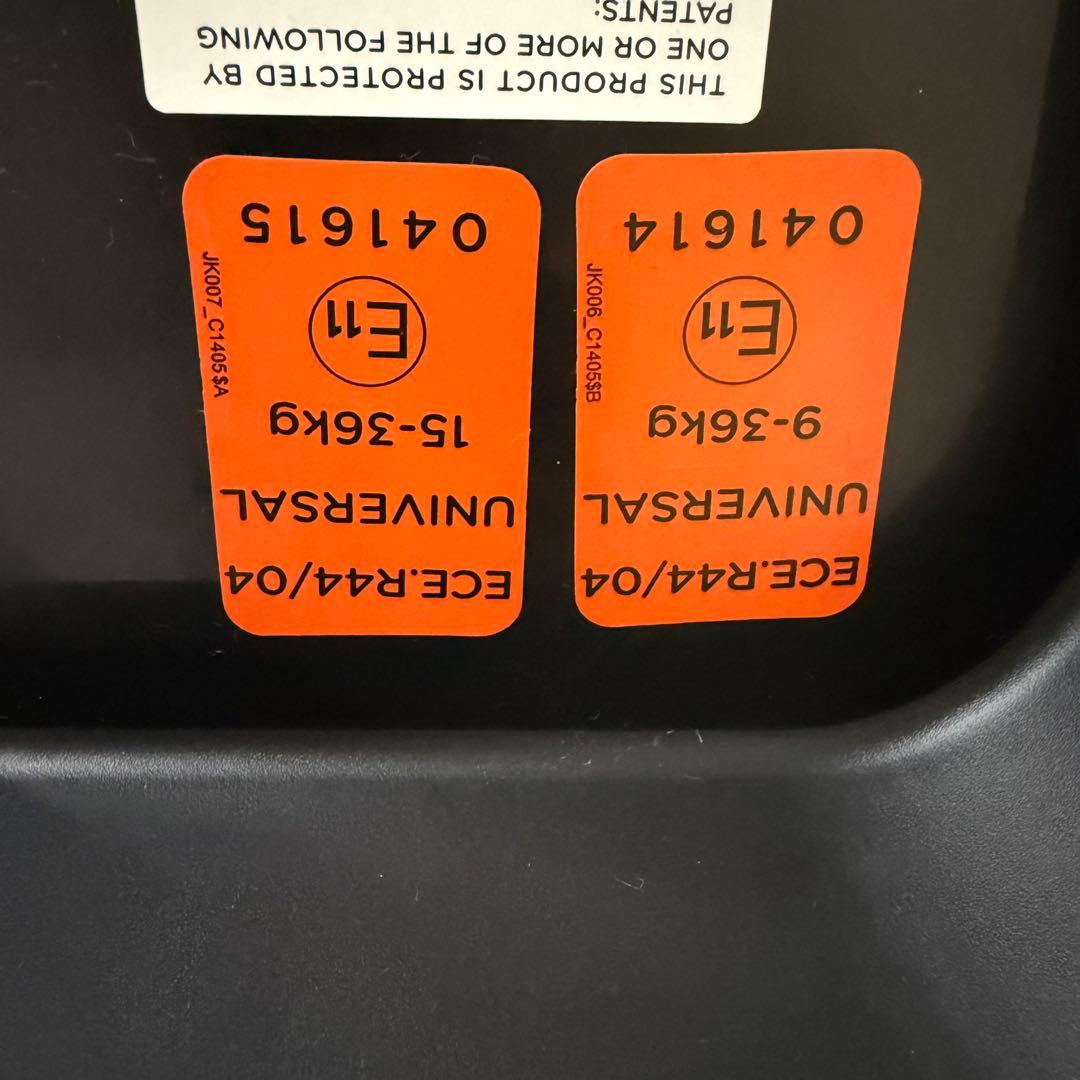 ECE.R44/04
UNIVERSAL
9-36kg
E11
041614
JK006_C1405$B
ECE.R44/04
UNIVERSAL
15-36kg
E11
041615
JK007_C1405$A
THIS PRODUCT IS PROTECTED BY
ONE OR MORE OF THE FOLLOWING
PATENTS: